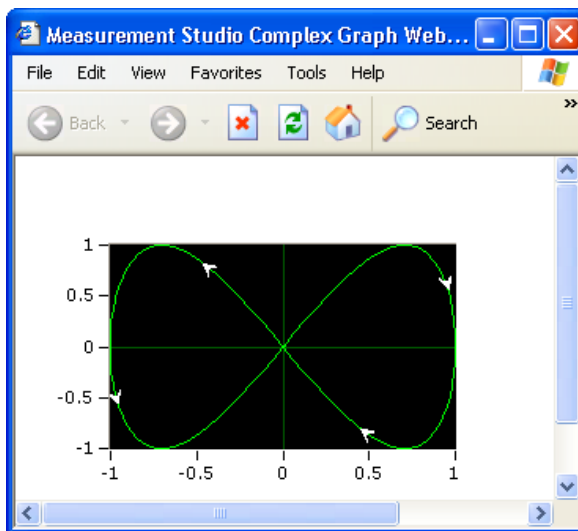 Measurement Studio Complex Graph Web...
File Edit View Favorites Tools Help
Back Search
1
0.5
0
-0.5
-1
-1 -0.5 0 0.5 1